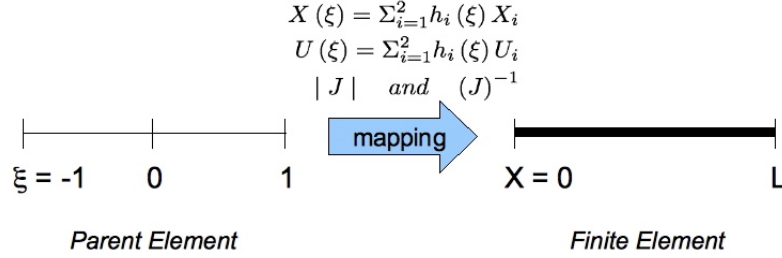 X (ξ) = Σ²ᵢ₌₁hᵢ (ξ) Xᵢ
U (ξ) = Σ²ᵢ₌₁hᵢ (ξ) Uᵢ
| J | and (J)⁻¹
mapping
ξ = -1 0 1 X = 0 L
Parent Element Finite Element